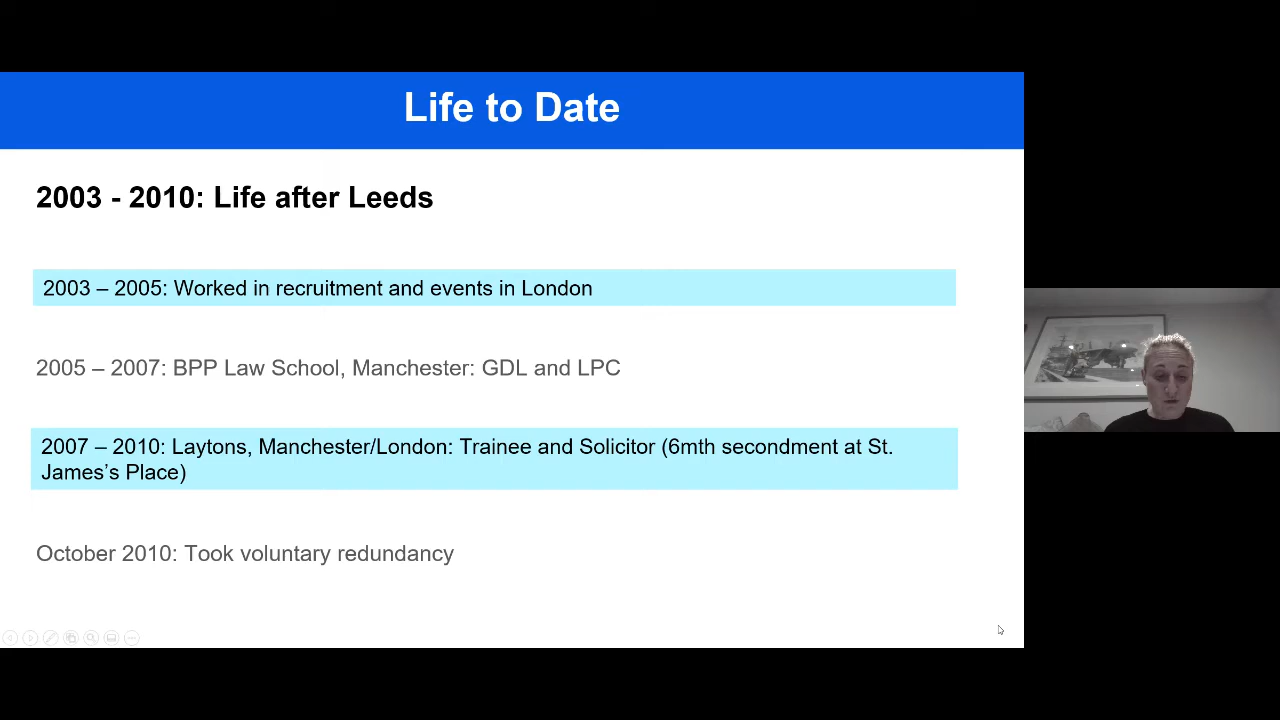 Life to Date
2003 - 2010: Life after Leeds
2003 – 2005: Worked in recruitment and events in London
2005 – 2007: BPP Law School, Manchester: GDL and LPC
2007 – 2010: Laytons, Manchester/London: Trainee and Solicitor (6mth secondment at St.
James’s Place)
October 2010: Took voluntary redundancy